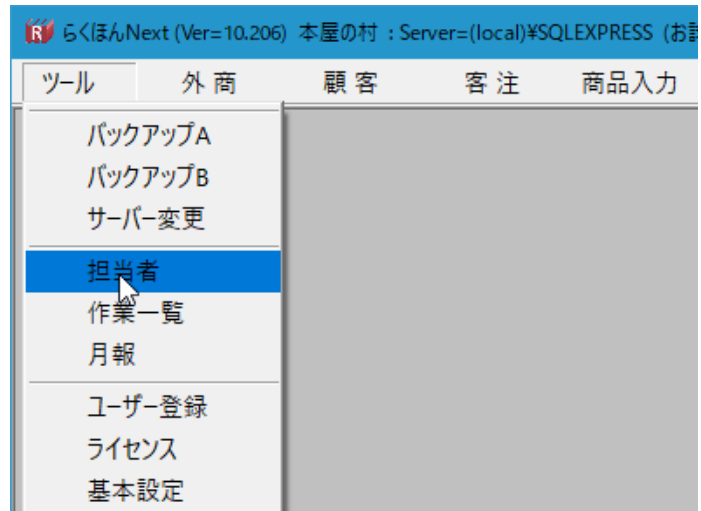 らくほんNext (Ver=10.206) 本屋の村 : Server=(local)¥SQLEXPRESS (お
ツール 外 商 顧 客 客 注 商品入力
バックアップA
バックアップB
サーバー変更
担当者
作業一覧
月報
ユーザー登録
ライセンス
基本設定